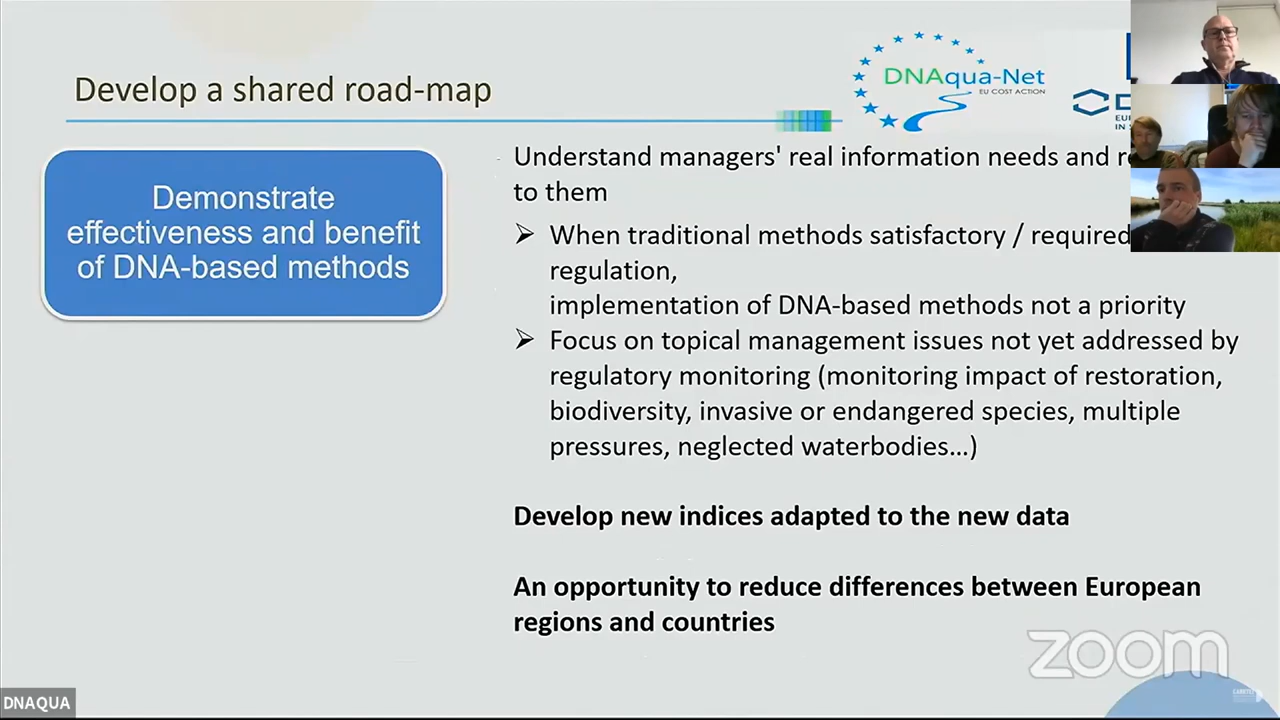 Develop a shared road-map
DNAqua-Net
EU COST ACTION
Demonstrate
effectiveness and benefit
of DNA-based methods
Understand managers' real information needs and
to them
➢ When traditional methods satisfactory / required
regulation,
implementation of DNA-based methods not a priority
➢ Focus on topical management issues not yet addressed by
regulatory monitoring (monitoring impact of restoration,
biodiversity, invasive or endangered species, multiple
pressures, neglected waterbodies...)
Develop new indices adapted to the new data
An opportunity to reduce differences between European
regions and countries
zoom
DNAQUA